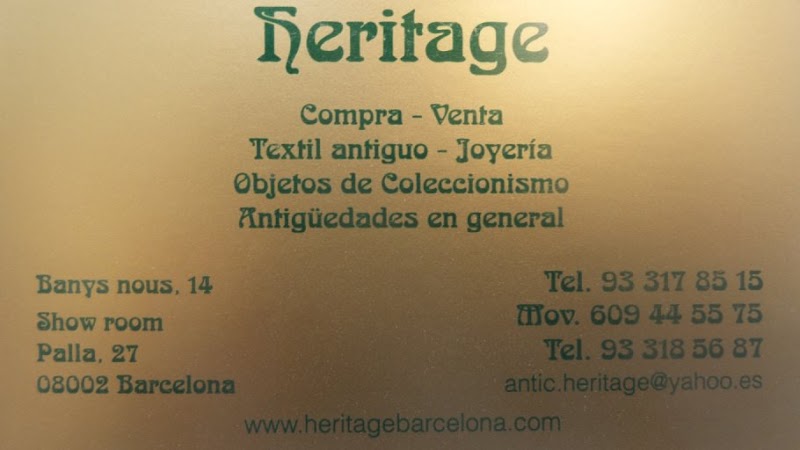 Heritage
Compra - Venta
Textil antiguo - Joyería
Objetos de Coleccionismo
Antigüedades en general
Banys nous, 14
Show room
Palla, 27
08002 Barcelona
Tel. 93 317 85 15
Mov. 609 44 55 75
Tel. 93 318 56 87
antic.heritage@yahoo.es
www.heritagebarcelona.com